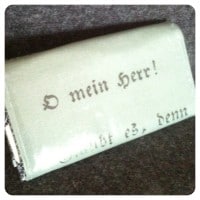 O mein Herr!
es, denn